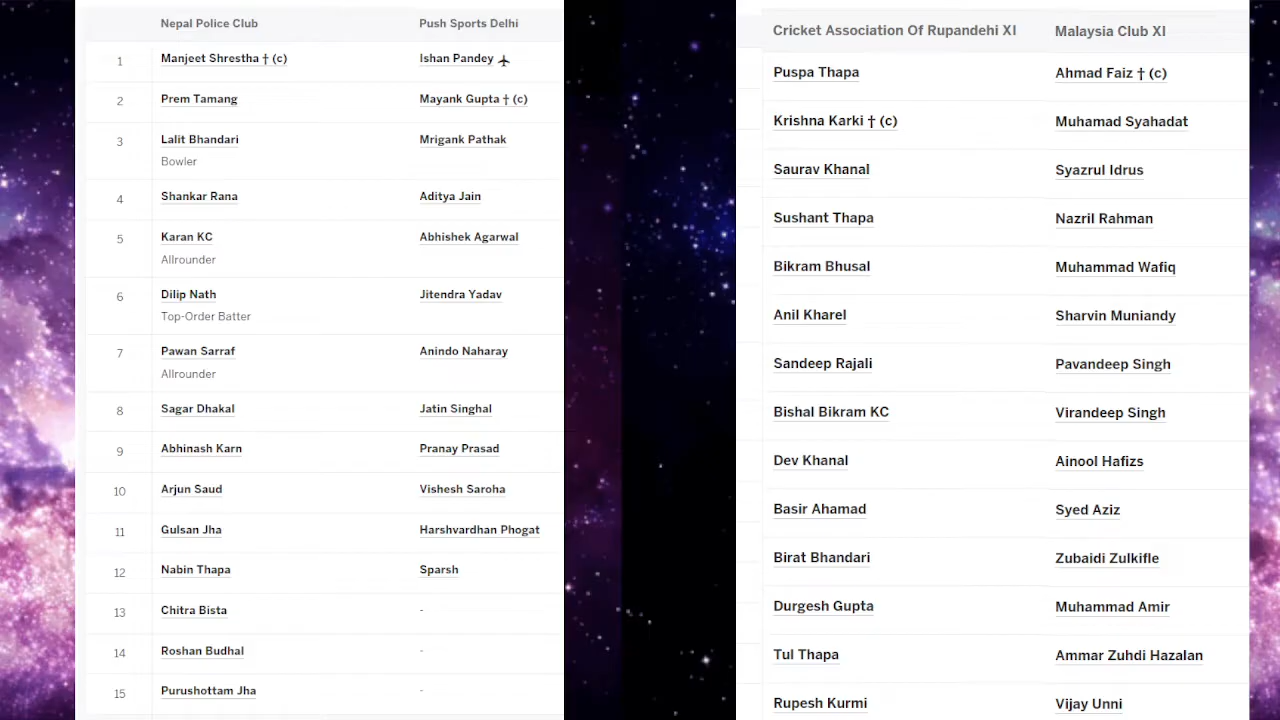 Nepal Police Club Push Sports Delhi
1 Manjeet Shrestha † (c) Ishan Pandey ✈
2 Prem Tamang Mayank Gupta † (c)
3 Lalit Bhandari Mrigank Pathak
Bowler
4 Shankar Rana Aditya Jain
5 Karan KC Abhishek Agarwal
Allrounder
6 Dilip Nath Jitendra Yadav
Top-Order Batter
7 Pawan Sarraf Anindo Naharay
Allrounder
8 Sagar Dhakal Jatin Singhal
9 Abhinash Karn Pranay Prasad
10 Arjun Saud Vishesh Saroha
11 Gulsan Jha Harshvardhan Phogat
12 Nabin Thapa Sparsh
13 Chitra Bista -
14 Roshan Budhal -
15 Purushottam Jha -
Cricket Association Of Rupandehi XI Malaysia Club XI
Puspa Thapa Ahmad Faiz † (c)
Krishna Karki † (c) Muhamad Syahadat
Saurav Khanal Syazrul Idrus
Sushant Thapa Nazril Rahman
Bikram Bhusal Muhammad Wafiq
Anil Kharel Sharvin Muniandy
Sandeep Rajali Pavandeep Singh
Bishal Bikram KC Virandeep Singh
Dev Khanal Ainool Hafizs
Basir Ahamad Syed Aziz
Birat Bhandari Zubaidi Zulkifle
Durgesh Gupta Muhammad Amir
Tul Thapa Ammar Zuhdi Hazalan
Rupesh Kurmi Vijay Unni